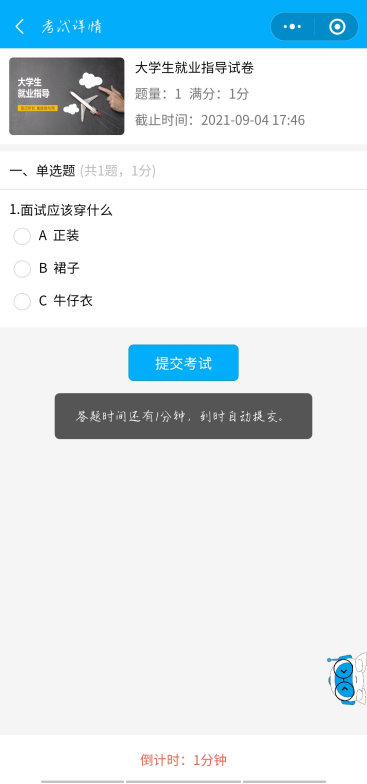 考试详情
大学生
就业指导
大学生就业指导试卷
题量：1 满分：1分
截止时间：2021-09-04 17:46
一、单选题 (共1题，1分)
1.面试应该穿什么
A 正装
B 裙子
C 牛仔衣
提交考试
答题时间还有1分钟，到时自动提交。
倒计时：1分钟